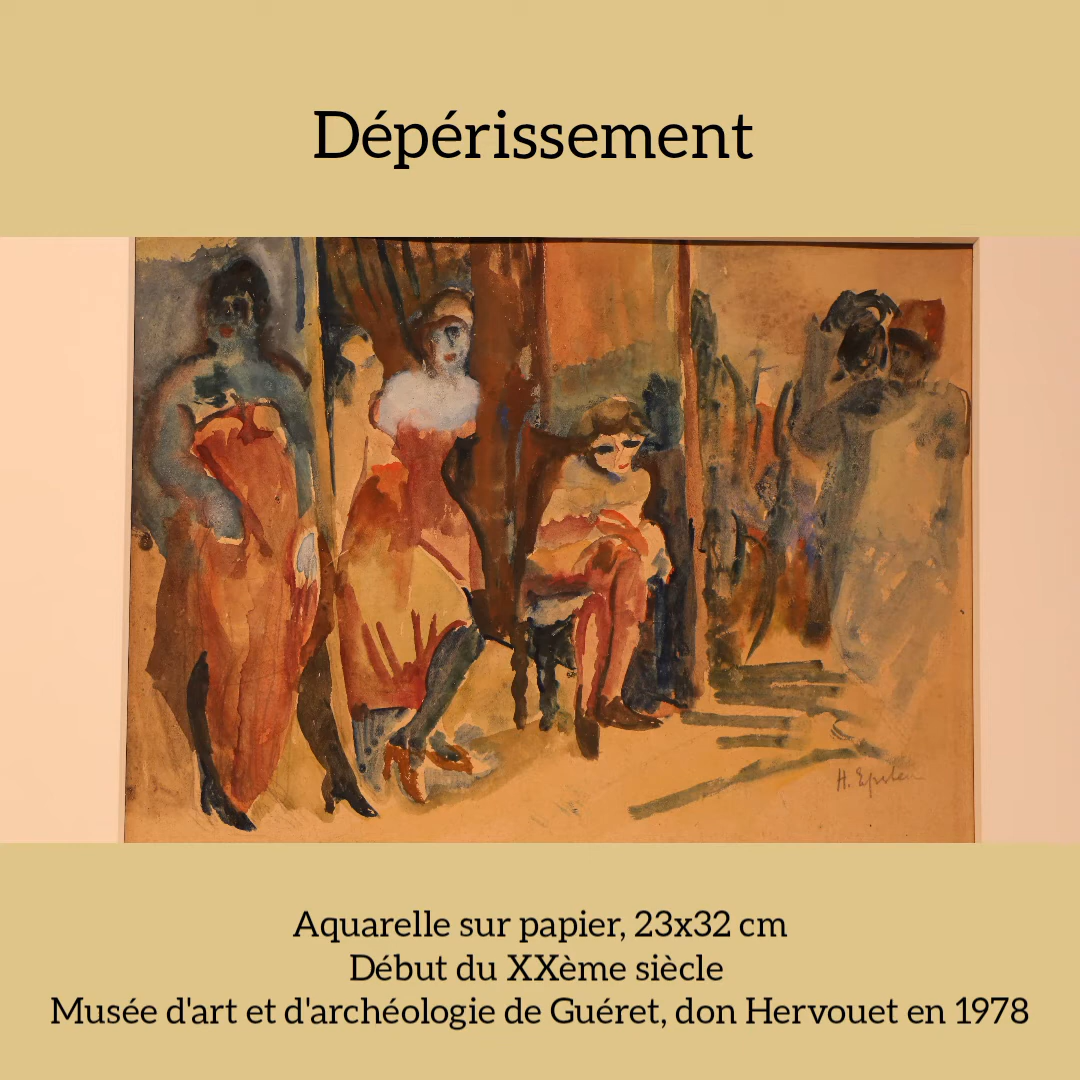 Dépérissement
H. Epstein
Aquarelle sur papier, 23x32 cm
Début du XXème siècle
Musée d'art et d'archéologie de Guéret, don Hervouet en 1978